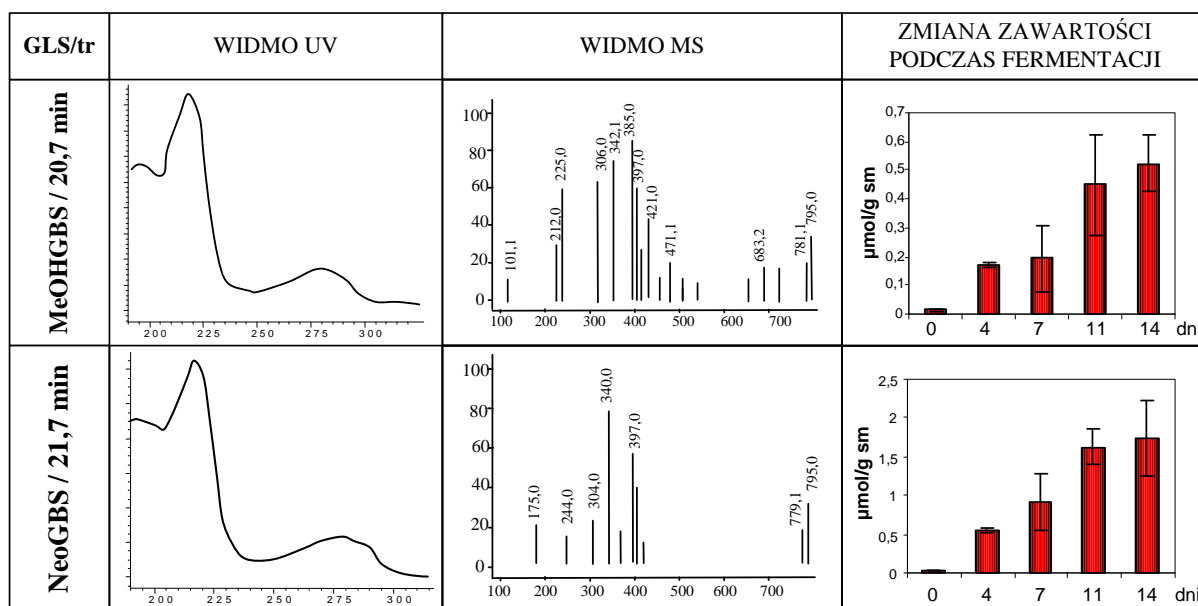 GLS/tr WIDMO UV WIDMO MS ZMIANA ZAWARTOŚCI
PODCZAS FERMENTACJI
MeOHGBS / 20,7 min
200 225 250 275 300
100
80
60
40
20
0
101,1 212,0 225,0 306,0 342,1 385,0 397,0 421,0 471,1 683,2 781,1 795,0
100 200 300 400 500 600 700
µmol/g sm
0,7
0,6
0,5
0,4
0,3
0,2
0,1
0
0 4 7 11 14 dni
NeoGBS / 21,7 min
200 225 250 275 300
100
80
60
40
20
0
175,0 244,0 304,0 340,0 397,0 779,1 795,0
100 200 300 400 500 600 700
µmol/g sm
2,5
2
1,5
1
0,5
0
0 4 7 11 14 dni